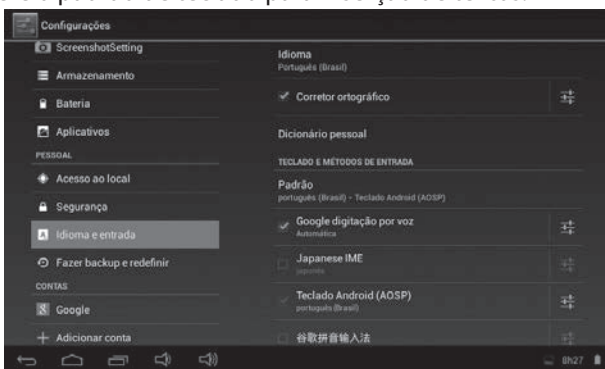 Configurações
ScreenshotSetting
Armazenamento
Bateria
Aplicativos
PESSOAL
Acesso ao local
Segurança
Idioma e entrada
Fazer backup e redefinir
CONTAS
Google
Adicionar conta
Idioma
Português (Brasil)
Corretor ortográfico
Dicionário pessoal
TECLADO E MÉTODOS DE ENTRADA
Padrão
português (Brasil) - Teclado Android (AOSP)
Google digitação por voz
Automática
Japanese IME
japonês
Teclado Android (AOSP)
português (Brasil)
谷歌拼音输入法
8h27